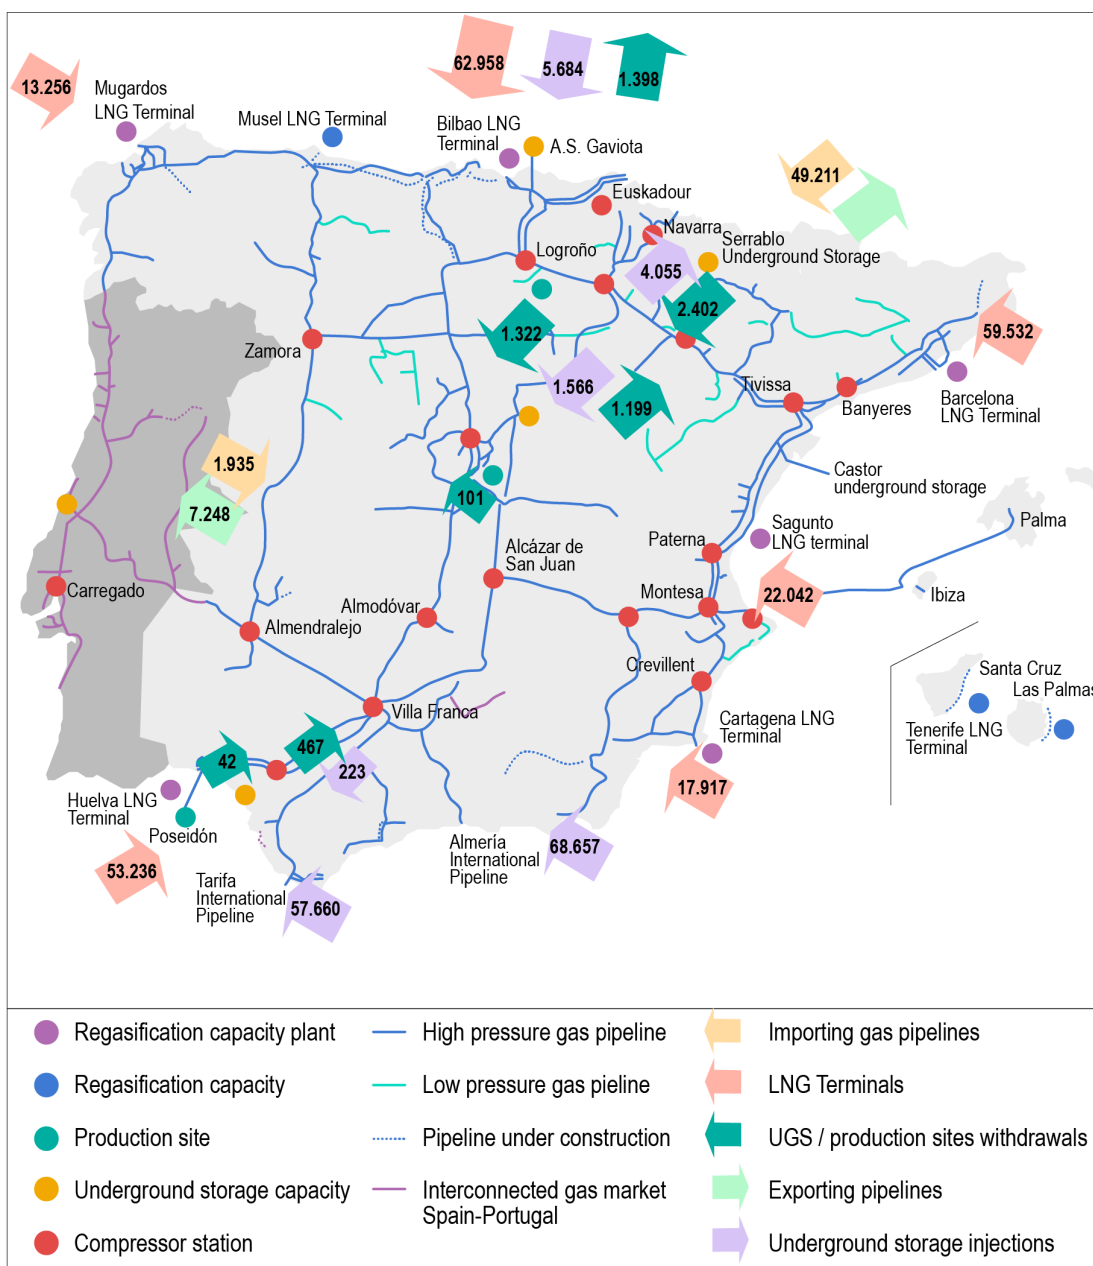 13.256
62.958
5.684
1.398
Mugardos
LNG Terminal
Musel LNG Terminal
Bilbao LNG
Terminal
A.S. Gaviota
49.211
Euskadour
Navarra
Serrablo
Underground Storage
Logroño
4.055
2.402
1.322
59.532
Zamora
1.566
1.199
Tivissa
Banyeres
Barcelona
LNG Terminal
1.935
7.248
101
Castor
underground storage
Palma
Sagunto
LNG terminal
Paterna
Alcázar de
San Juan
Carregado
Almodóvar
Montesa
22.042
Ibiza
Almendralejo
Crevillent
Santa Cruz
Las Palmas
Villa Franca
Cartagena LNG
Terminal
Tenerife LNG
Terminal
467
42
223
17.917
Huelva LNG
Terminal
Poseidón
53.236
Almería
International
Pipeline
68.657
Tarifa
International
Pipeline
57.660
Regasification capacity plant
High pressure gas pipeline
Importing gas pipelines
Regasification capacity
Low pressure gas pieline
LNG Terminals
Production site
Pipeline under construction
UGS / production sites withdrawals
Underground storage capacity
Interconnected gas market
Spain-Portugal
Exporting pipelines
Compressor station
Underground storage injections